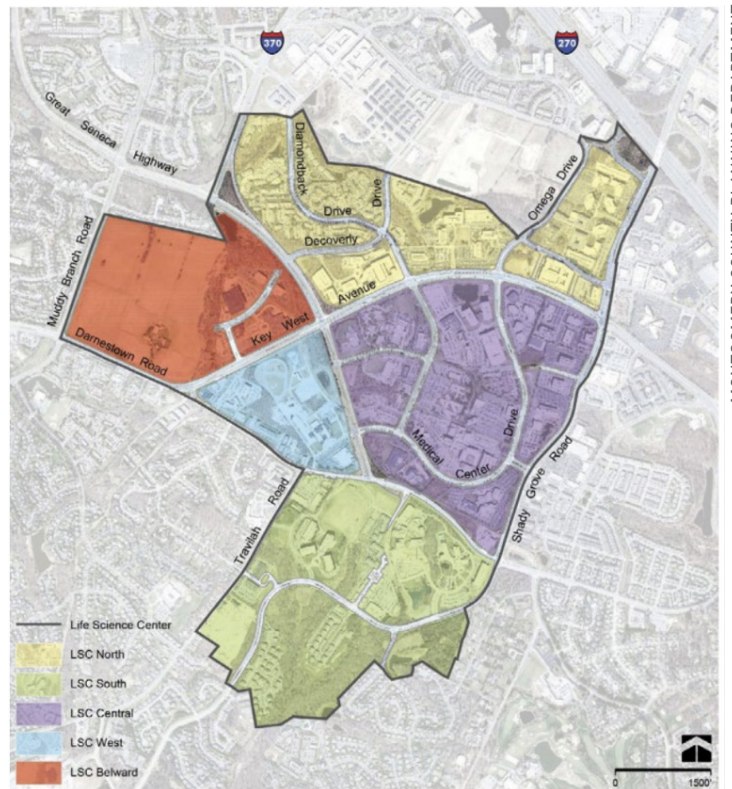 370
270
Great Seneca Highway
Diamondback
Drive
Drive
Decoverly
Omega Drive
Muddy Branch Road
Avenue
Key West
Darnestown Road
Medical
Center
Drive
Shady Grove Road
Travilah Road
Life Science Center
LSC North
LSC South
LSC Central
LSC West
LSC Belward
0 1500'